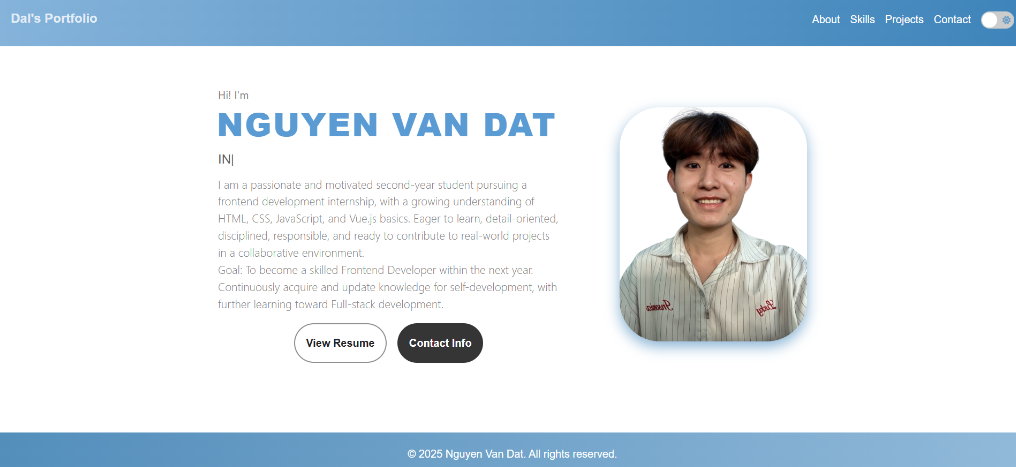 Dal's Portfolio
About Skills Projects Contact
Hi! I'm
NGUYEN VAN DAT
IN|
I am a passionate and motivated second-year student pursuing a
frontend development internship, with a growing understanding of
HTML, CSS, JavaScript, and Vue.js basics. Eager to learn, detail-oriented,
disciplined, responsible, and ready to contribute to real-world projects
in a collaborative environment.
Goal: To become a skilled Frontend Developer within the next year.
Continuously acquire and update knowledge for self-development, with
further learning toward Full-stack development.
View Resume Contact Info
© 2025 Nguyen Van Dat. All rights reserved.